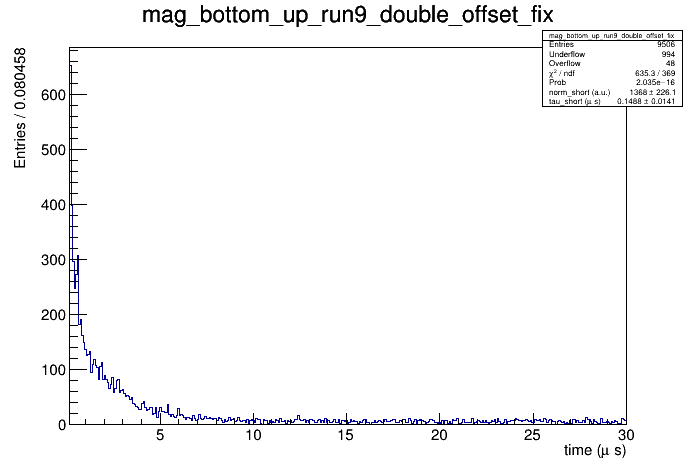 mag_bottom_up_run9_double_offset_fix
mag_bottom_up_run9_double_offset_fix
Entries 9506
Underflow 994
Overflow 48
χ² / ndf 635.3 / 369
Prob 2.035e−16
norm_short (a.u.) 1368 ± 226.1
tau_short (μ s) 0.1488 ± 0.0141
Entries / 0.080458
600
500
400
300
200
100
0
5 10 15 20 25 30
time (μ s)